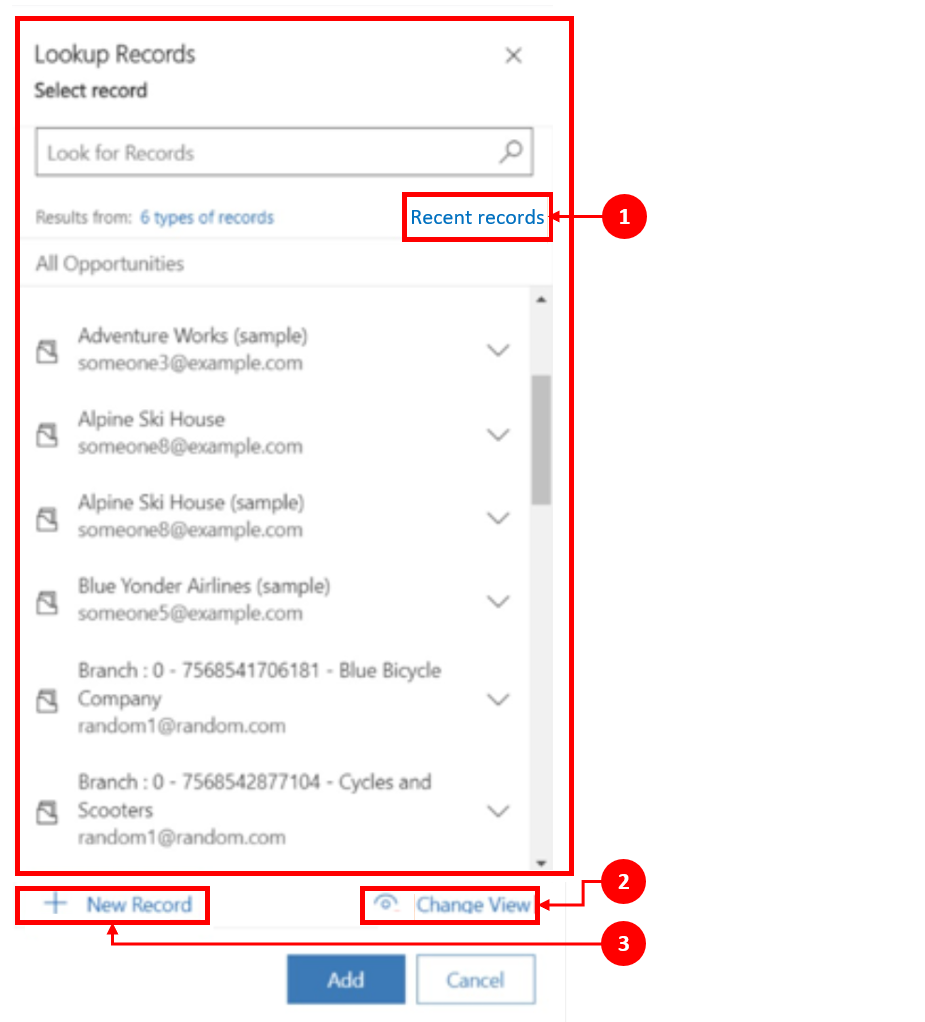 Lookup Records
Select record
Look for Records
Results from: 6 types of records
Recent records
1
All Opportunities
Adventure Works (sample)
someone3@example.com
Alpine Ski House
someone8@example.com
Alpine Ski House (sample)
someone8@example.com
Blue Yonder Airlines (sample)
someone5@example.com
Branch : 0 - 7568541706181 - Blue Bicycle
Company
random1@random.com
Branch : 0 - 7568542877104 - Cycles and
Scooters
random1@random.com
2
New Record
Change View
3
Add
Cancel